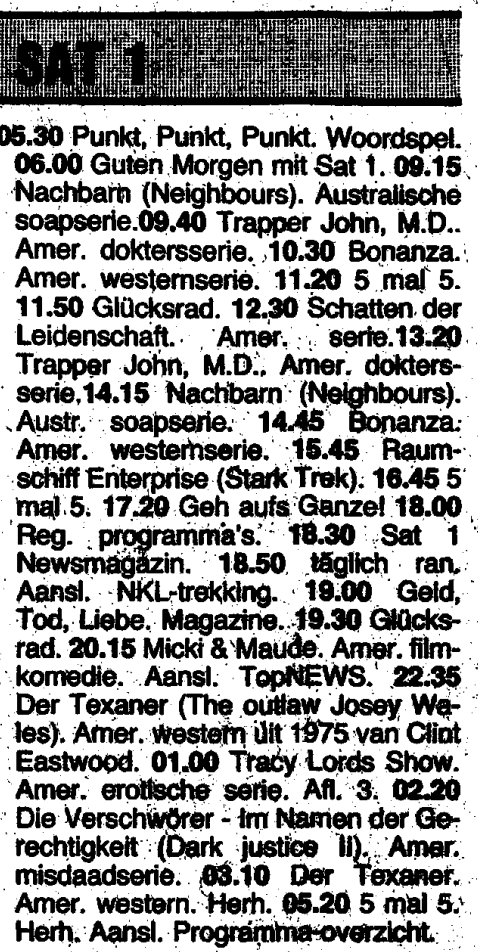 SAT 1
05.30 Punkt, Punkt, Punkt. Woordspel.
06.00 Guten Morgen mit Sat 1. 09.15
Nachbarn (Neighbours). Australische
soapserie.09.40 Trapper John, M.D..
Amer. doktersserie. 10.30 Bonanza.
Amer. westernserie. 11.20 5 mal 5.
11.50 Glücksrad. 12.30 Schatten der
Leidenschaft. Amer. serie.13.20
Trapper John, M.D.. Amer. dokters-
serie.14.15 Nachbarn (Neighbours).
Austr. soapserie. 14.45 Bonanza.
Amer. westernserie. 15.45 Raum-
schiff Enterprise (Stark Trek). 16.45 5
mal 5. 17.20 Geh aufs Ganze! 18.00
Reg. programma's. 18.30 Sat 1
Newsmagazin. 18.50 täglich ran.
Aansl. NKL-trekking. 19.00 Geld,
Tod, Liebe. Magazine. 19.30 Glücks-
rad. 20.15 Micki & Maude. Amer. film-
komedie. Aansl. TopNEWS. 22.35
Der Texaner (The outlaw Josey Wa-
les). Amer. western uit 1975 van Clint
Eastwood. 01.00 Tracy Lords Show.
Amer. erotische serie. Afl. 3. 02.20
Die Verschwörer - Im Namen der Ge-
rechtigkeit (Dark justice II). Amer.
misdaadserie. 03.10 Der Texaner.
Amer. western. Herh. 05.20 5 mal 5.
Herh. Aansl. Programma-overzicht.